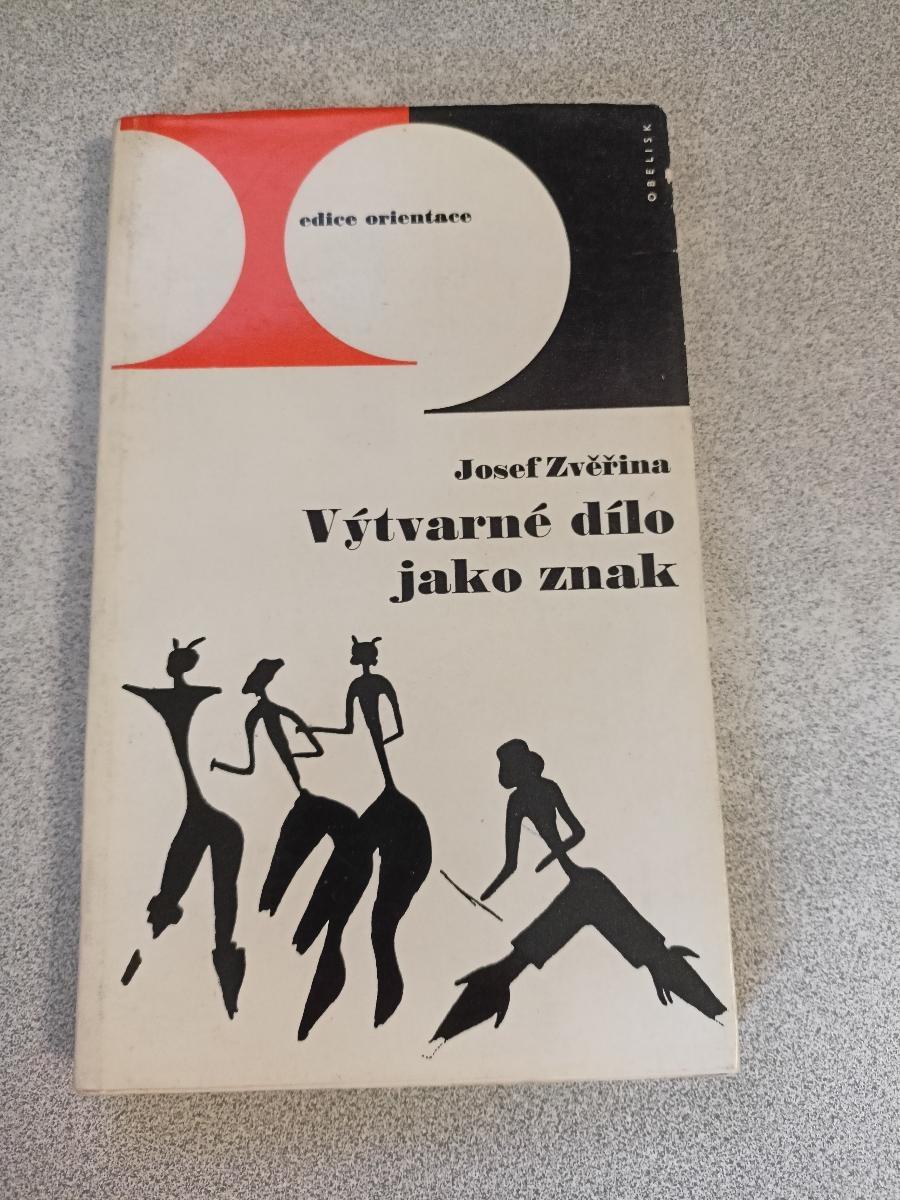 OBELISK
edice orientace
Josef Zvěřina
Výtvarné dílo
jako znak